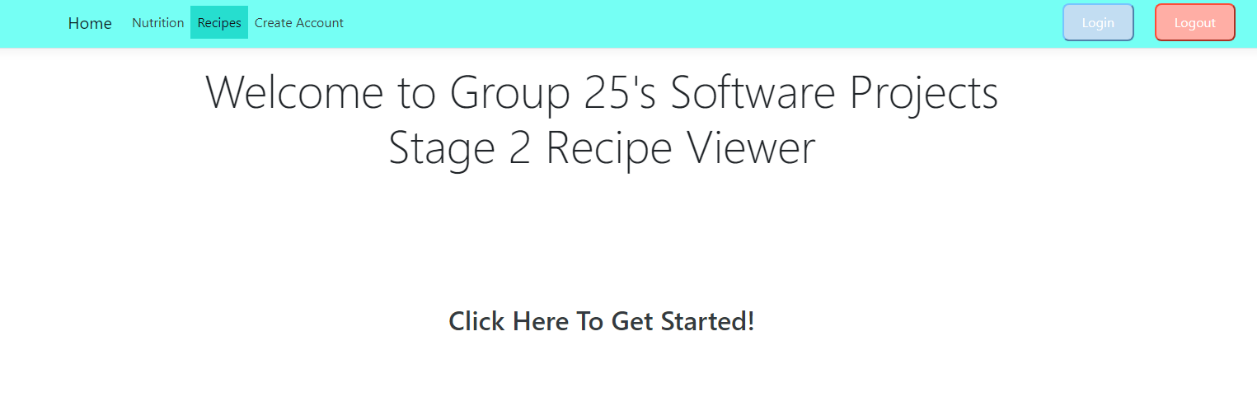 Home Nutrition Recipes Create Account Login Logout
Welcome to Group 25's Software Projects
Stage 2 Recipe Viewer
Click Here To Get Started!